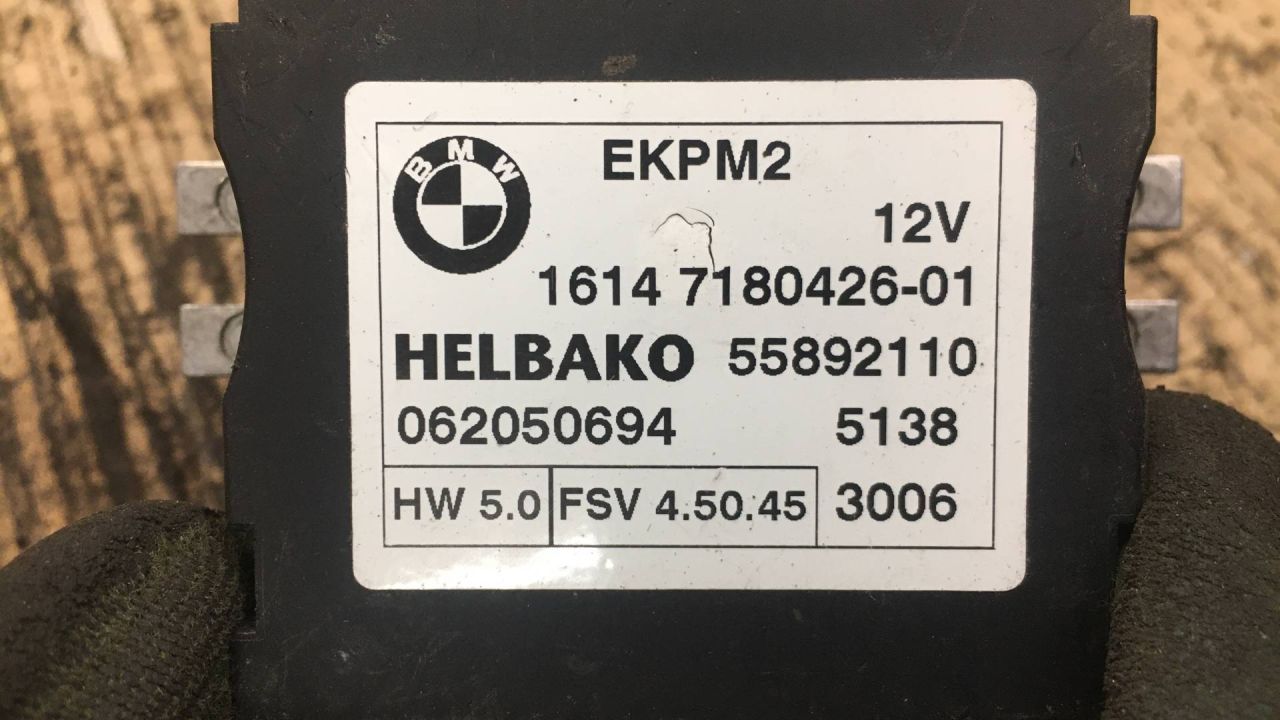 BMW
EKPM2
12V
1614 7180426-01
HELBAKO 55892110
062050694 5138
HW 5.0 FSV 4.50.45 3006